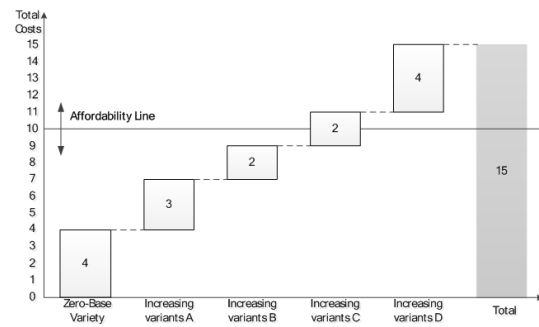 Total
Costs
15
14
13
12
11
10
9
8
7
6
5
4
3
2
1
0
Affordability Line
4
3
2
2
4
15
Zero-Base
Variety
Increasing
variants A
Increasing
variants B
Increasing
variants C
Increasing
variants D
Total